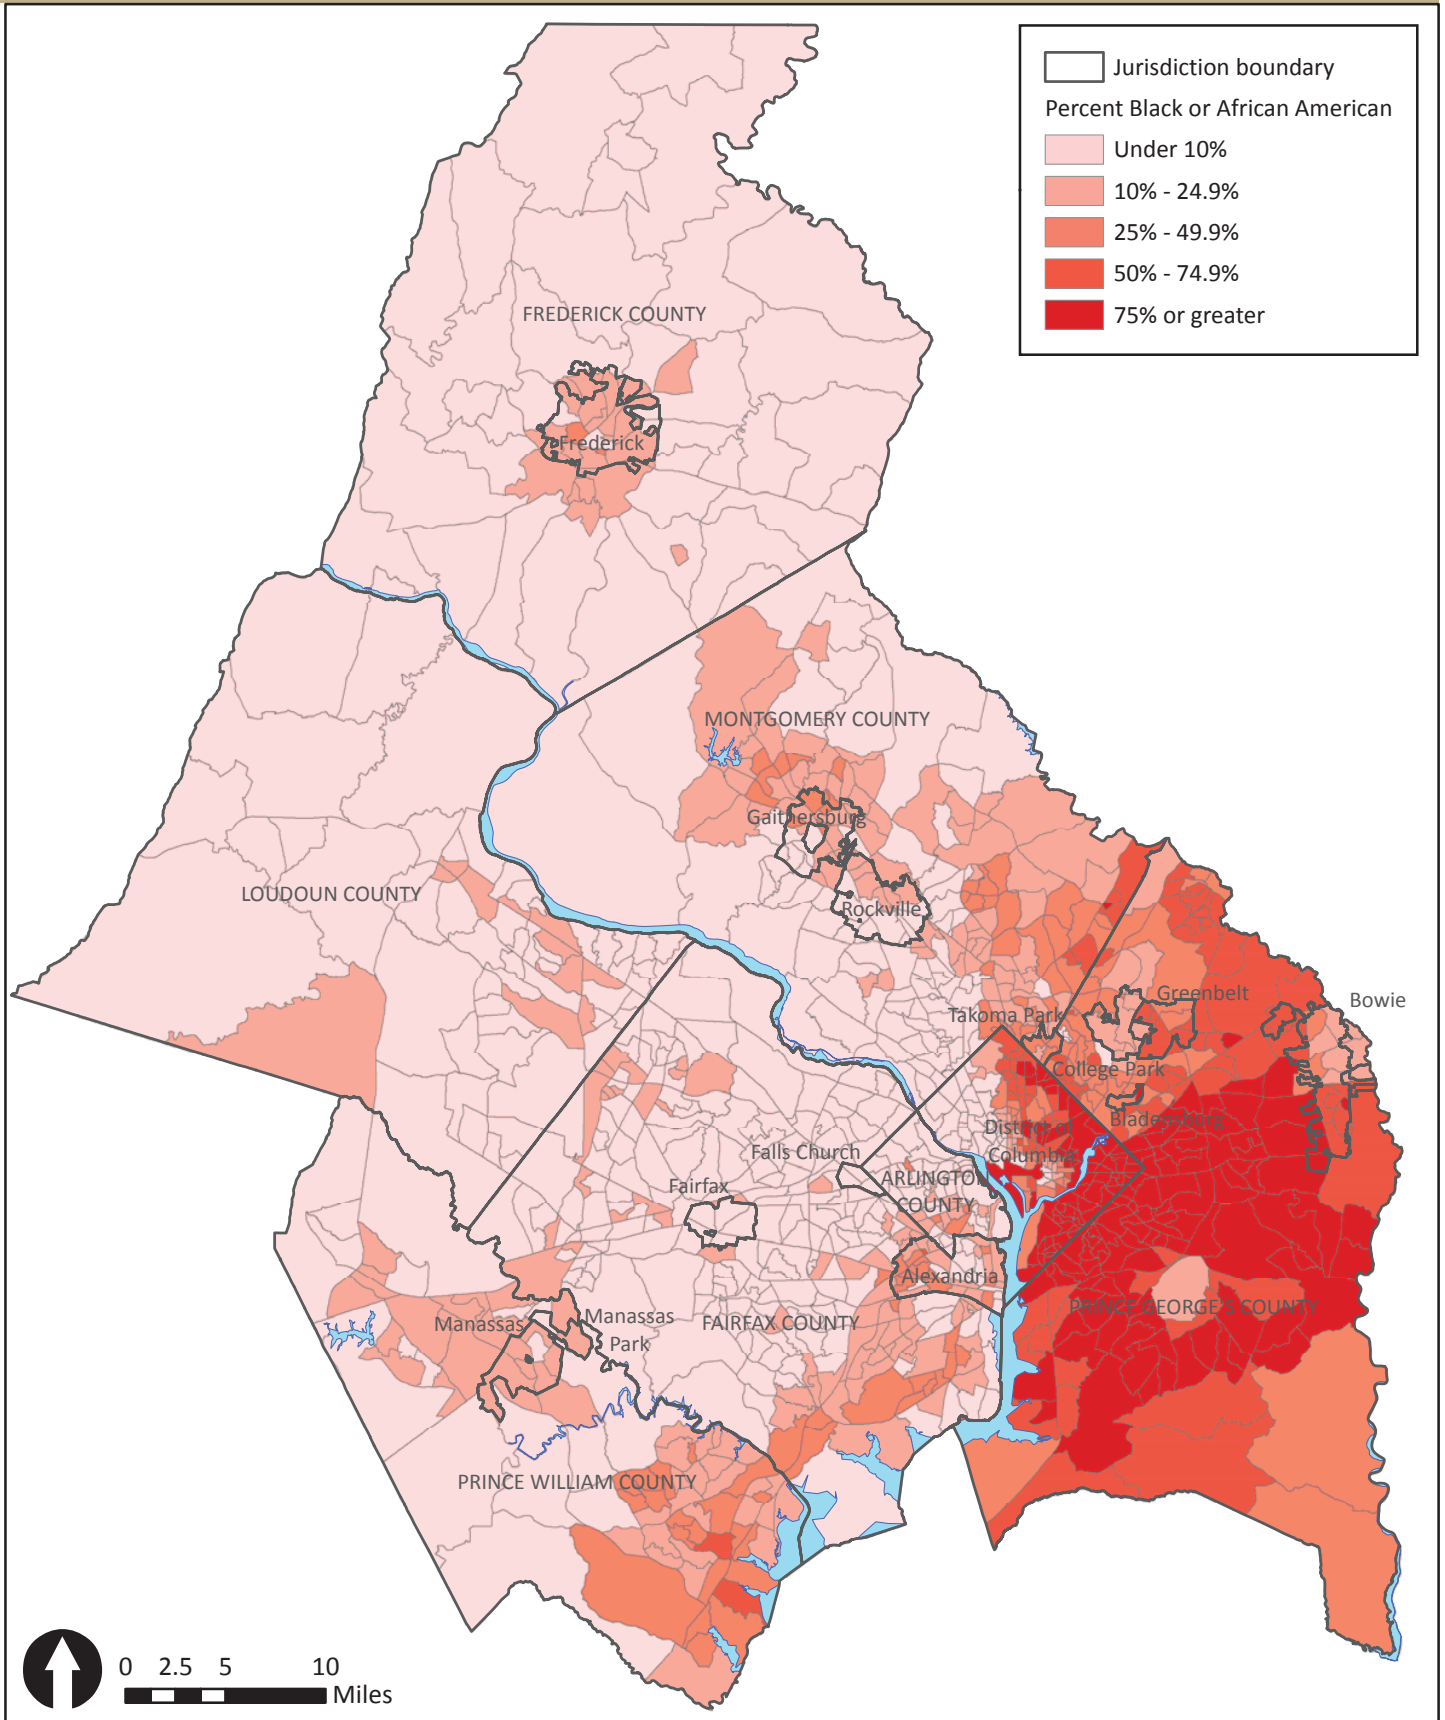 Jurisdiction boundary
Percent Black or African American
Under 10%
10% - 24.9%
25% - 49.9%
50% - 74.9%
75% or greater
FREDERICK COUNTY
Frederick
MONTGOMERY COUNTY
Gaithersburg
LOUDOUN COUNTY
Rockville
Greenbelt
Bowie
Takoma Park
College Park
Bladensburg
District of
Columbia
Falls Church
ARLINGTON
COUNTY
Fairfax
Alexandria
PRINCE GEORGE'S COUNTY
Manassas
Manassas
Park
FAIRFAX COUNTY
PRINCE WILLIAM COUNTY
0 2.5 5 10
Miles